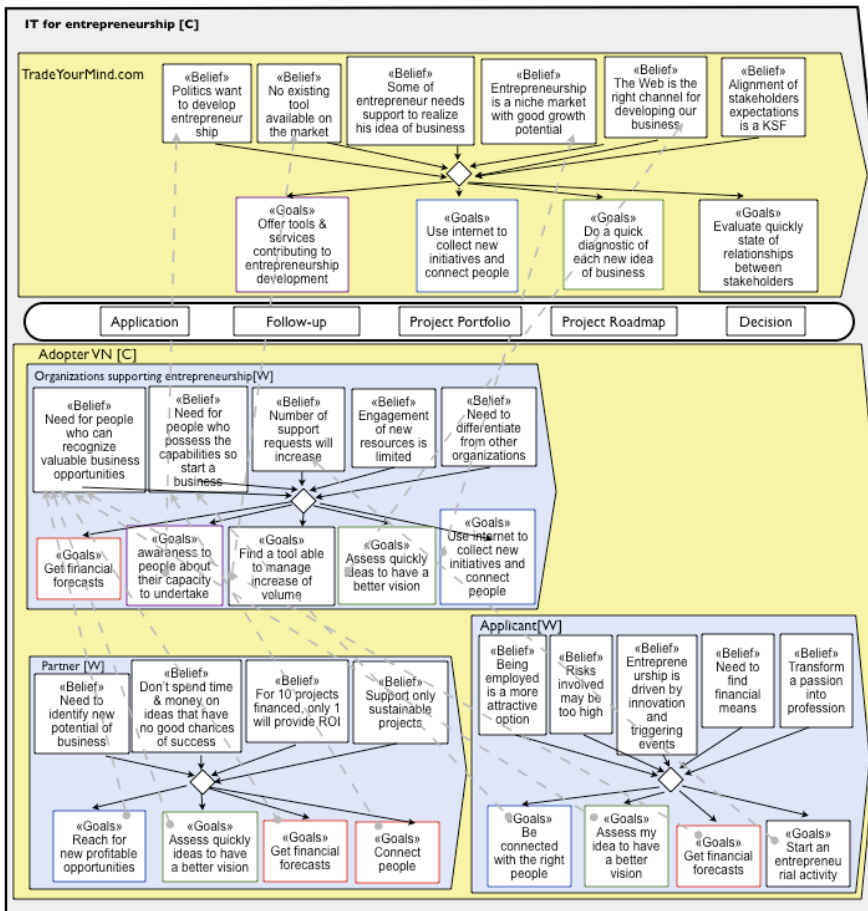 IT for entrepreneurship [C]
TradeYourMind.com
«Belief»
Politics want
to develop
entrepreneur
ship
«Belief»
No existing
tool
available on
the market
«Belief»
Some of
entrepreneur needs
support to realize
his idea of business
«Belief»
Entrepreneurship
is a niche market
with good growth
potential
«Belief»
The Web is the
right channel for
developing our
business
«Belief»
Alignment of
stakeholders
expectations
is a KSF
«Goals»
Offer tools &
services
contributing to
entrepreneurship
development
«Goals»
Use internet to
collect new
initiatives and
connect people
«Goals»
Do a quick
diagnostic of
each new idea
of business
«Goals»
Evaluate quickly
state of
relationships
between
stakeholders
Application
Follow-up
Project Portfolio
Project Roadmap
Decision
Adopter VN [C]
Organizations supporting entrepreneurship[W]
«Belief»
Need for people
who can
recognize
valuable business
opportunities
«Belief»
Need for
people who
possess the
capabilities so
start a
business
«Belief»
Number of
support
requests will
increase
«Belief»
Engagement of
new
resources is
limited
«Belief»
Need to
differentiate
from other
organizations
«Goals»
Get financial
forecasts
«Goals»
awareness to
people about
their capacity
to undertake
«Goals»
Find a tool able
to manage
increase of
volume
«Goals»
Assess quickly
ideas to have a
better vision
«Goals»
Use internet to
collect new
initiatives and
connect
people
Partner [W]
«Belief»
Need to
identify new
potential of
business
«Belief»
Don't spend time
& money on
ideas that have
no good chances
of success
«Belief»
For 10 projects
financed, only 1
will provide ROI
«Belief»
Support only
sustainable
projects
«Goals»
Reach for
new profitable
opportunities
«Goals»
Assess quickly
ideas to have a
better vision
«Goals»
Get financial
forecasts
«Goals»
Connect
people
Applicant[W]
«Belief»
Being
employed is
a more
attractive
option
«Belief»
Risks
involved
may be
too high
«Belief»
Entreprene
urship is
driven by
innovation
and
triggering
events
«Belief»
Need to
find
financial
means
«Belief»
Transform
a passion
into
profession
«Goals»
Be
connected
with the right
people
«Goals»
Assess my
idea to have a
better
vision
«Goals»
Get financial
forecasts
«Goals»
Start an
entrepreneu
rial activity